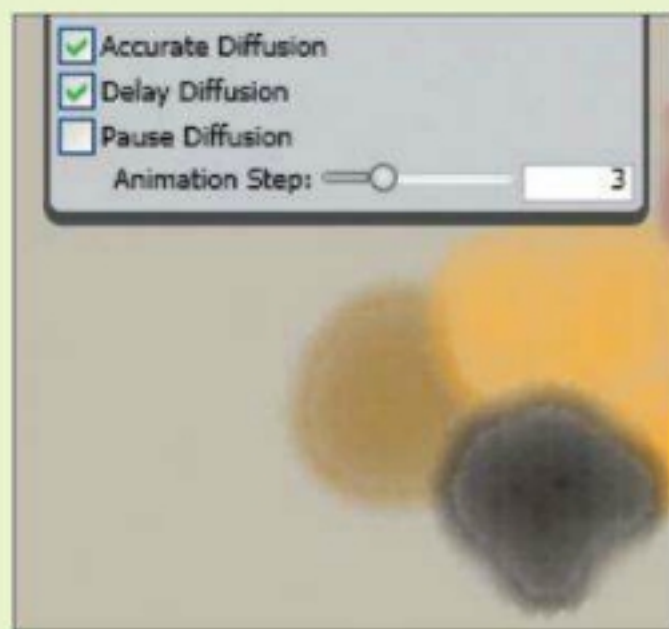 Accurate Diffusion
Delay Diffusion
Pause Diffusion
Animation Step: 3